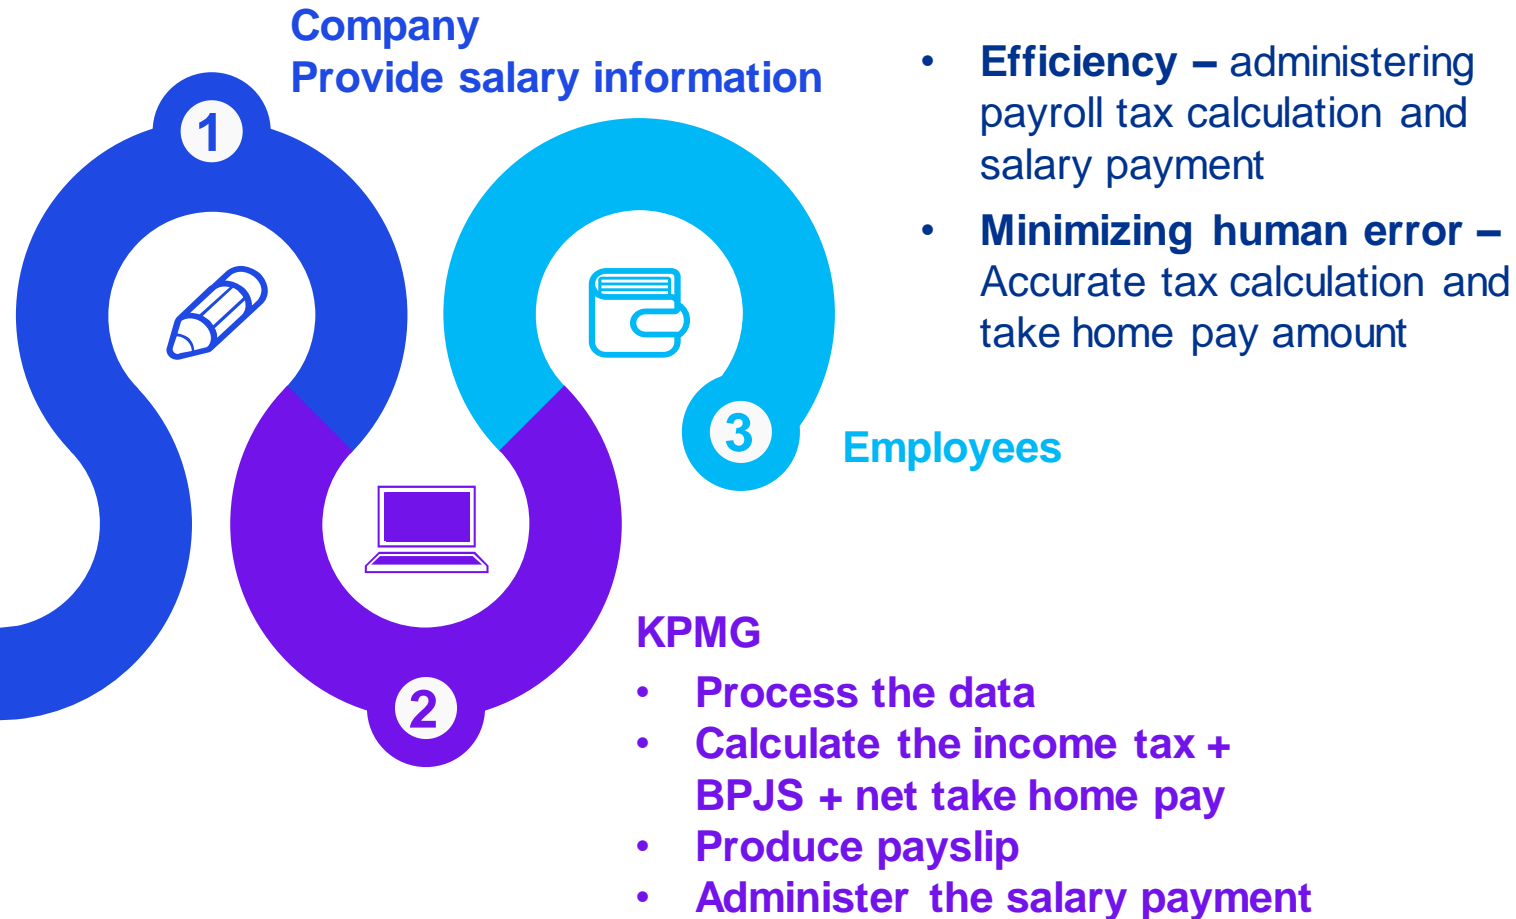 Company
Provide salary information
1
• Efficiency – administering
payroll tax calculation and
salary payment
• Minimizing human error –
Accurate tax calculation and
take home pay amount
3
Employees
2
KPMG
• Process the data
• Calculate the income tax +
BPJS + net take home pay
• Produce payslip
• Administer the salary payment